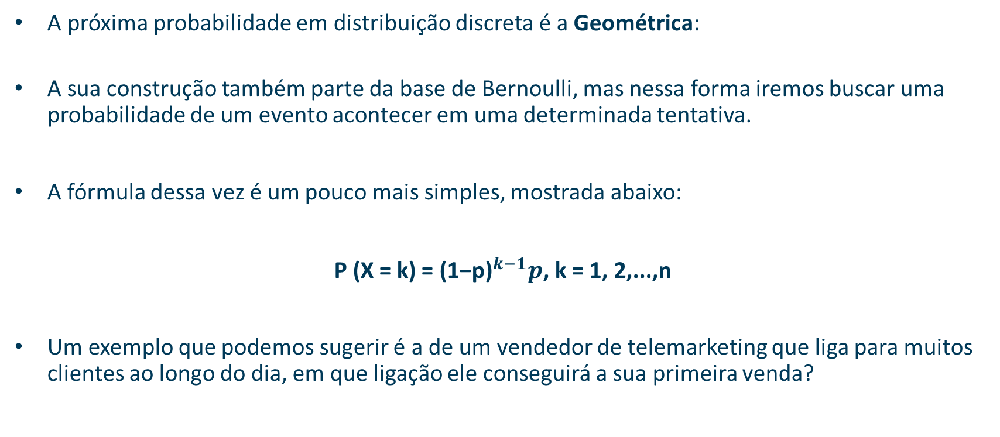 • A próxima probabilidade em distribuição discreta é a Geométrica:
• A sua construção também parte da base de Bernoulli, mas nessa forma iremos buscar uma
probabilidade de um evento acontecer em uma determinada tentativa.
• A fórmula dessa vez é um pouco mais simples, mostrada abaixo:
P (X = k) = (1−p)^{k−1}p, k = 1, 2,...,n
• Um exemplo que podemos sugerir é a de um vendedor de telemarketing que liga para muitos
clientes ao longo do dia, em que ligação ele conseguirá a sua primeira venda?